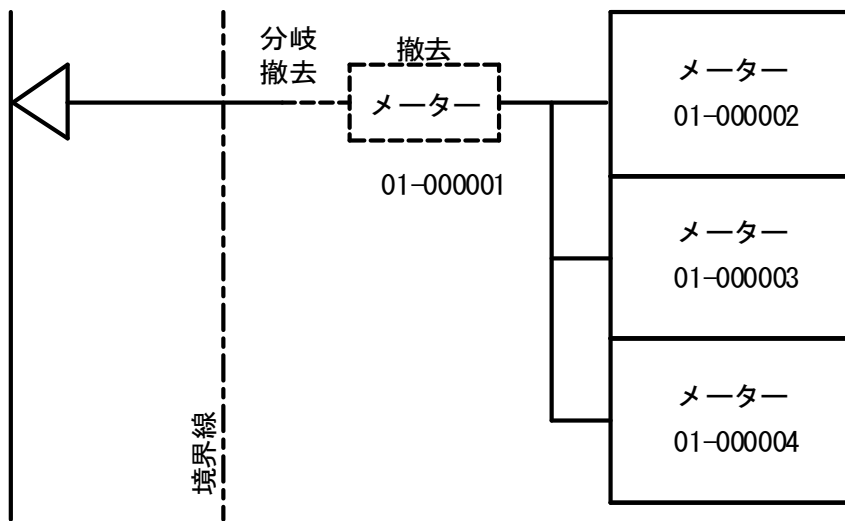 分岐
撤去
撤去
メーター
01-000001
メーター
01-000002
メーター
01-000003
メーター
01-000004
境界線